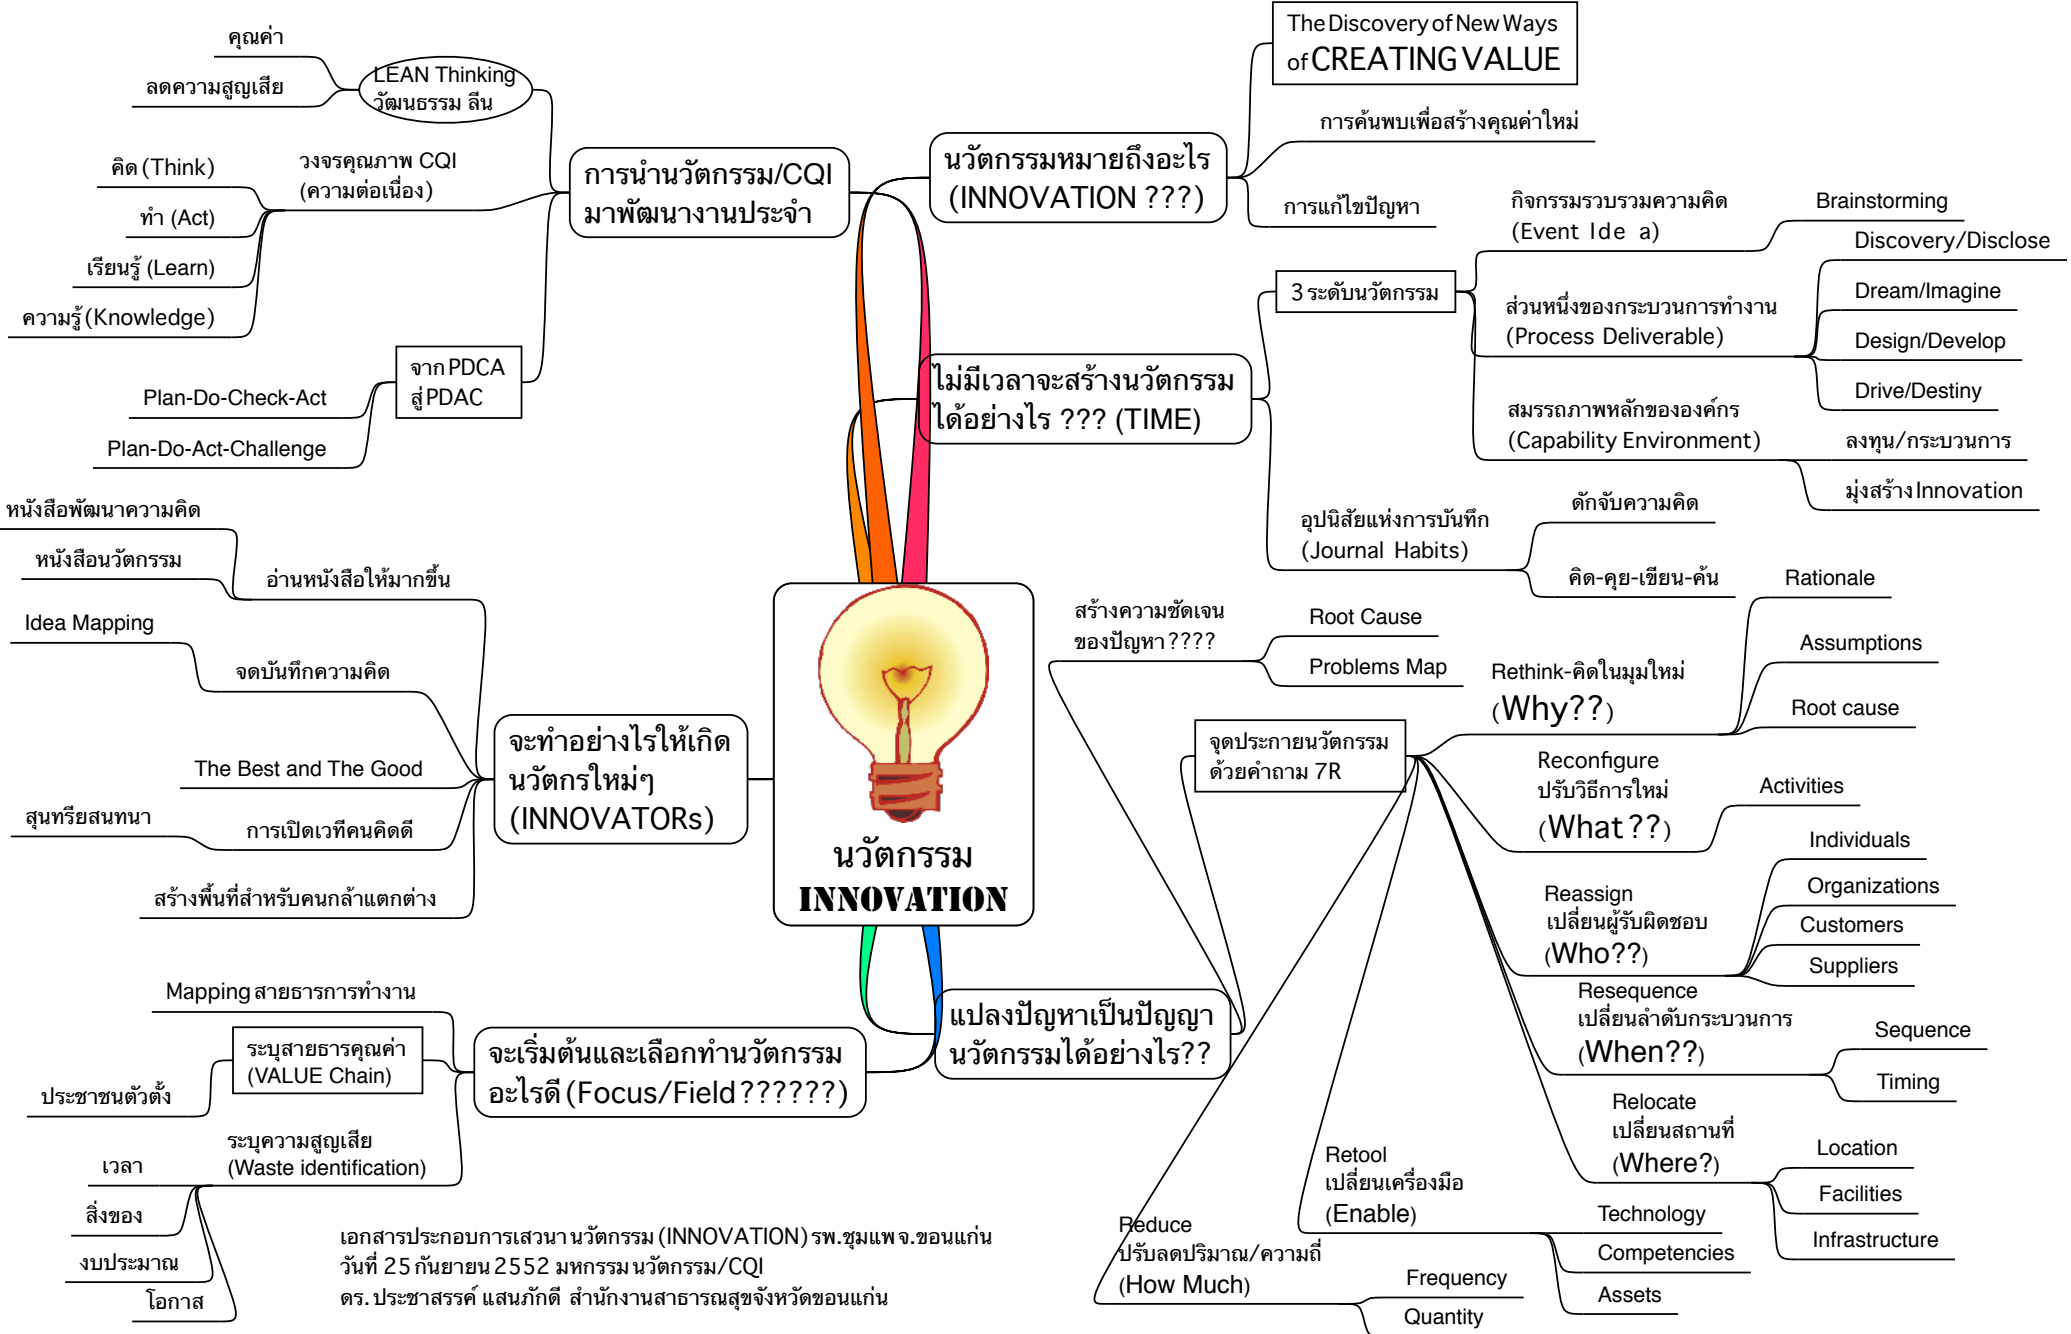 นวัตกรรม
INNOVATION
นวัตกรรมหมายถึงอะไร
(INNOVATION ???)
The Discovery of New Ways
of CREATING VALUE
การค้นพบเพื่อสร้างคุณค่าใหม่
การแก้ไขปัญหา
ไม่มีเวลาจะสร้างนวัตกรรม
ได้อย่างไร ??? (TIME)
3 ระดับนวัตกรรม
กิจกรรมรวบรวมความคิด
(Event Ide a)
Brainstorming
ส่วนหนึ่งของกระบวนการทำงาน
(Process Deliverable)
Discovery/Disclose
Dream/Imagine
Design/Develop
Drive/Destiny
สมรรถภาพหลักขององค์กร
(Capability Environment)
ลงทุน/กระบวนการ
มุ่งสร้าง Innovation
อุปนิสัยแห่งการบันทึก
(Journal Habits)
ดักจับความคิด
คิด-คุย-เขียน-ค้น
แปลงปัญหาเป็นปัญญา
นวัตกรรมได้อย่างไร??
สร้างความชัดเจน
ของปัญหา ????
Root Cause
Problems Map
จุดประกายนวัตกรรม
ด้วยคำถาม 7R
Rethink-คิดในมุมใหม่
(Why??)
Rationale
Assumptions
Root cause
Reconfigure
ปรับวิธีการใหม่
(What ??)
Activities
Reassign
เปลี่ยนผู้รับผิดชอบ
(Who??)
Individuals
Organizations
Customers
Suppliers
Resequence
เปลี่ยนลำดับกระบวนการ
(When??)
Sequence
Timing
Relocate
เปลี่ยนสถานที่
(Where?)
Location
Facilities
Infrastructure
Retool
เปลี่ยนเครื่องมือ
(Enable)
Technology
Competencies
Assets
Reduce
ปรับลดปริมาณ/ความถี่
(How Much)
Frequency
Quantity
การนำนวัตกรรม/CQI
มาพัฒนางานประจำ
LEAN Thinking
วัฒนธรรม ลีน
คุณค่า
ลดความสูญเสีย
วงจรคุณภาพ CQI
(ความต่อเนื่อง)
คิด (Think)
ทำ (Act)
เรียนรู้ (Learn)
ความรู้ (Knowledge)
จาก PDCA
สู่ PDAC
Plan-Do-Check-Act
Plan-Do-Act-Challenge
จะทำอย่างไรให้เกิด
นวัตกรใหม่ๆ
(INNOVATORs)
อ่านหนังสือให้มากขึ้น
หนังสือพัฒนาความคิด
หนังสือนวัตกรรม
จดบันทึกความคิด
Idea Mapping
The Best and The Good
การเปิดเวทีคนคิดดี
สุนทรียสนทนา
สร้างพื้นที่สำหรับคนกล้าแตกต่าง
จะเริ่มต้นและเลือกทำนวัตกรรม
อะไรดี (Focus/Field ??????)
Mapping สายธารการทำงาน
ระบุสายธารคุณค่า
(VALUE Chain)
ประชาชนตัวตั้ง
ระบุความสูญเสีย
(Waste identification)
เวลา
สิ่งของ
งบประมาณ
โอกาส
เอกสารประกอบการเสวนา นวัตกรรม (INNOVATION) รพ.ชุมแพ จ.ขอนแก่น
วันที่ 25 กันยายน 2552 มหกรรม นวัตกรรม/CQI
ดร. ประชาสรรค์ แสนภักดี สำนักงานสาธารณสุขจังหวัดขอนแก่น